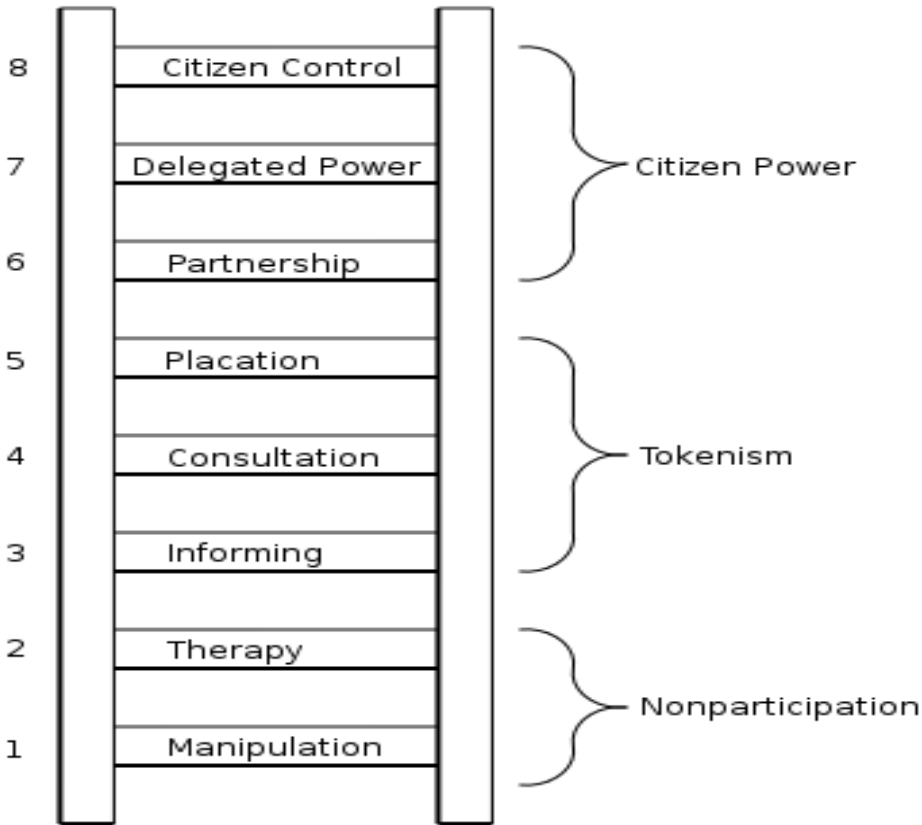 8 Citizen Control
7 Delegated Power Citizen Power
6 Partnership
5 Placation
4 Consultation Tokenism
3 Informing
2 Therapy
Nonparticipation
1 Manipulation